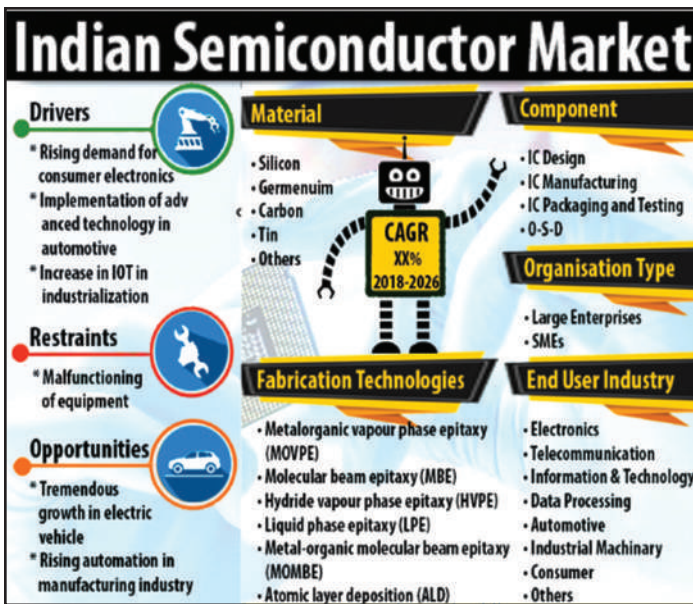 Indian Semiconductor Market
Drivers
* Rising demand for
consumer electronics
* Implementation of adv
anced technology in
automotive
* Increase in IOT in
industrialization
Restraints
* Malfunctioning
of equipment
Opportunities
* Tremendous
growth in electric
vehicle
* Rising automation in
manufacturing industry
Material
• Silicon
• Germenuim
• Carbon
• Tin
• Others
CAGR
XX%
2018-2026
Fabrication Technologies
• Metalorganic vapour phase epitaxy
(MOVPE)
• Molecular beam epitaxy (MBE)
• Hydride vapour phase epitaxy (HVPE)
• Liquid phase epitaxy (LPE)
• Metal-organic molecular beam epitaxy
(MOMBE)
• Atomic layer deposition (ALD)
Component
• IC Design
• IC Manufacturing
• IC Packaging and Testing
• O-S-D
Organisation Type
• Large Enterprises
• SMEs
End User Industry
• Electronics
• Telecommunication
• Information & Technology
• Data Processing
• Automotive
• Industrial Machinary
• Consumer
• Others